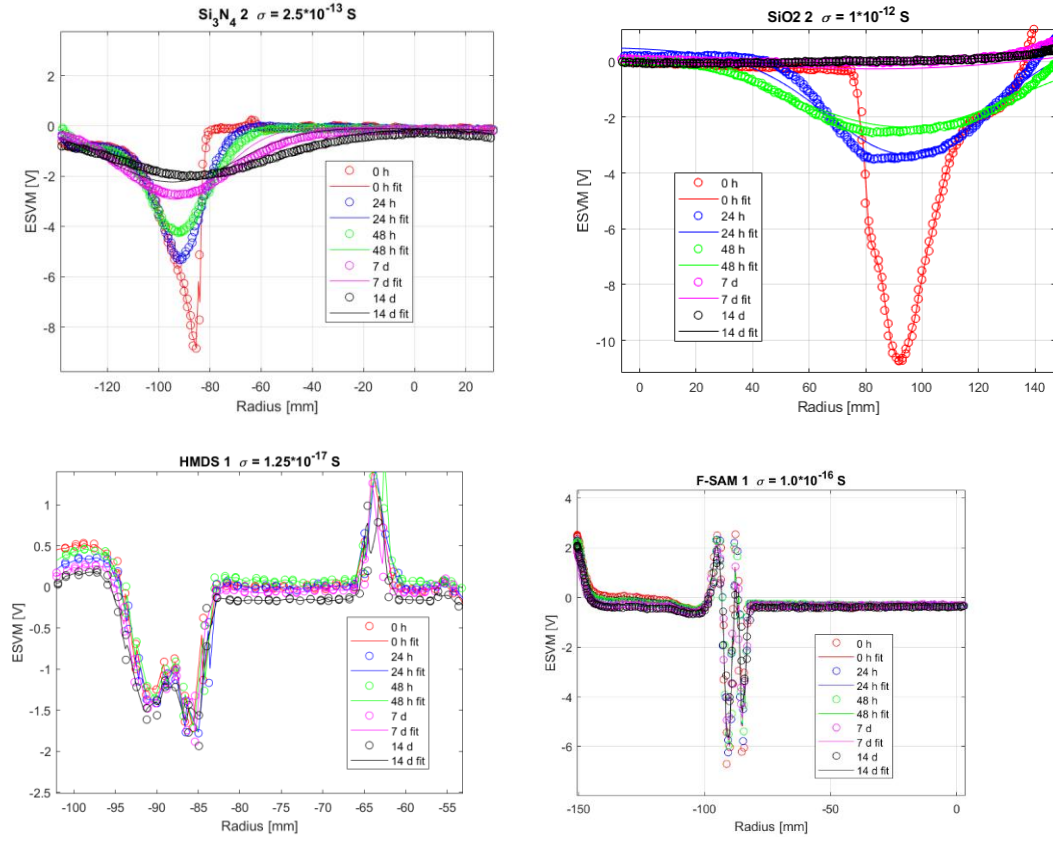 Si₃N₄ 2 σ = 2.5*10⁻¹³ S
ESVM [V]
2
0
-2
-4
-6
-8
0 h
0 h fit
24 h
24 h fit
48 h
48 h fit
7 d
7 d fit
14 d
14 d fit
-120 -100 -80 -60 -40 -20 0 20
Radius [mm]
SiO2 2 σ = 1*10⁻¹² S
ESVM [V]
0
-2
-4
-6
-8
-10
0 h
0 h fit
24 h
24 h fit
48 h
48 h fit
7 d
7 d fit
14 d
14 d fit
0 20 40 60 80 100 120 140
Radius [mm]
HMDS 1 σ = 1.25*10⁻¹⁷ S
ESVM [V]
1
0.5
0
-0.5
-1
-1.5
-2
-2.5
0 h
0 h fit
24 h
24 h fit
48 h
48 h fit
7 d
7 d fit
14 d
14 d fit
-100 -95 -90 -85 -80 -75 -70 -65 -60 -55
Radius [mm]
F-SAM 1 σ = 1.0*10⁻¹⁶ S
ESVM [V]
4
2
0
-2
-4
-6
0 h
0 h fit
24 h
24 h fit
48 h
48 h fit
7 d
7 d fit
14 d
14 d fit
-150 -100 -50 0
Radius [mm]